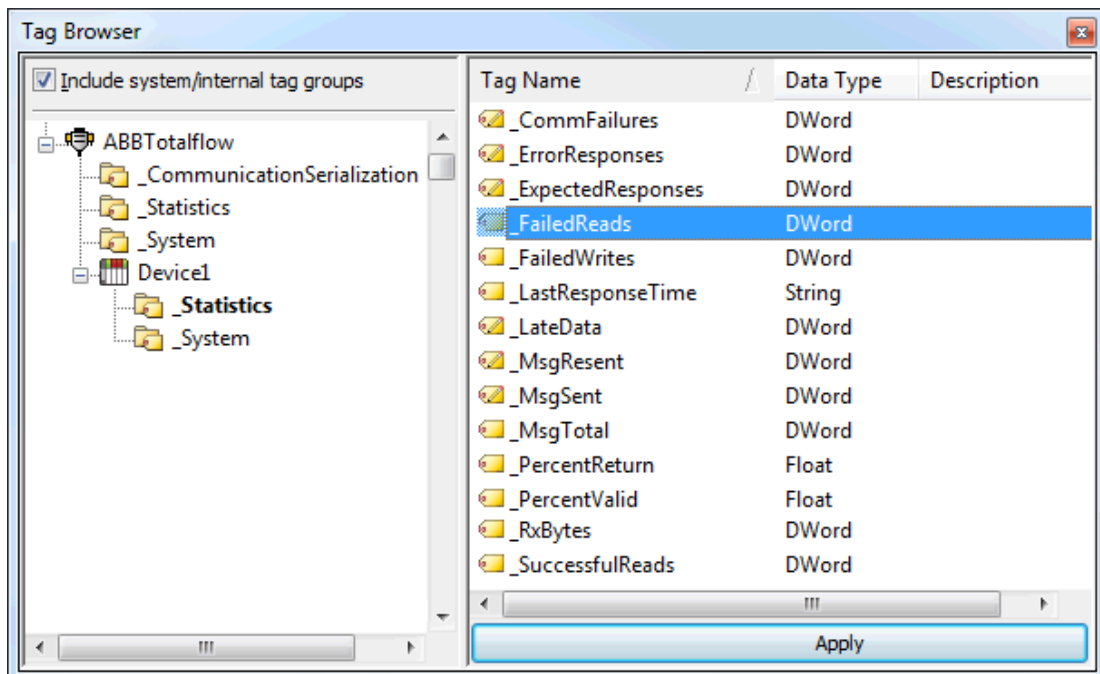 Tag Browser
Include system/internal tag groups
ABBTotalflow
_CommunicationSerialization
_Statistics
_System
Device1
_Statistics
_System
Tag Name Data Type Description
_CommFailures DWord
_ErrorResponses DWord
_ExpectedResponses DWord
_FailedReads DWord
_FailedWrites DWord
_LastResponseTime String
_LateData DWord
_MsgResent DWord
_MsgSent DWord
_MsgTotal DWord
_PercentReturn Float
_PercentValid Float
_RxBytes DWord
_SuccessfulReads DWord
Apply